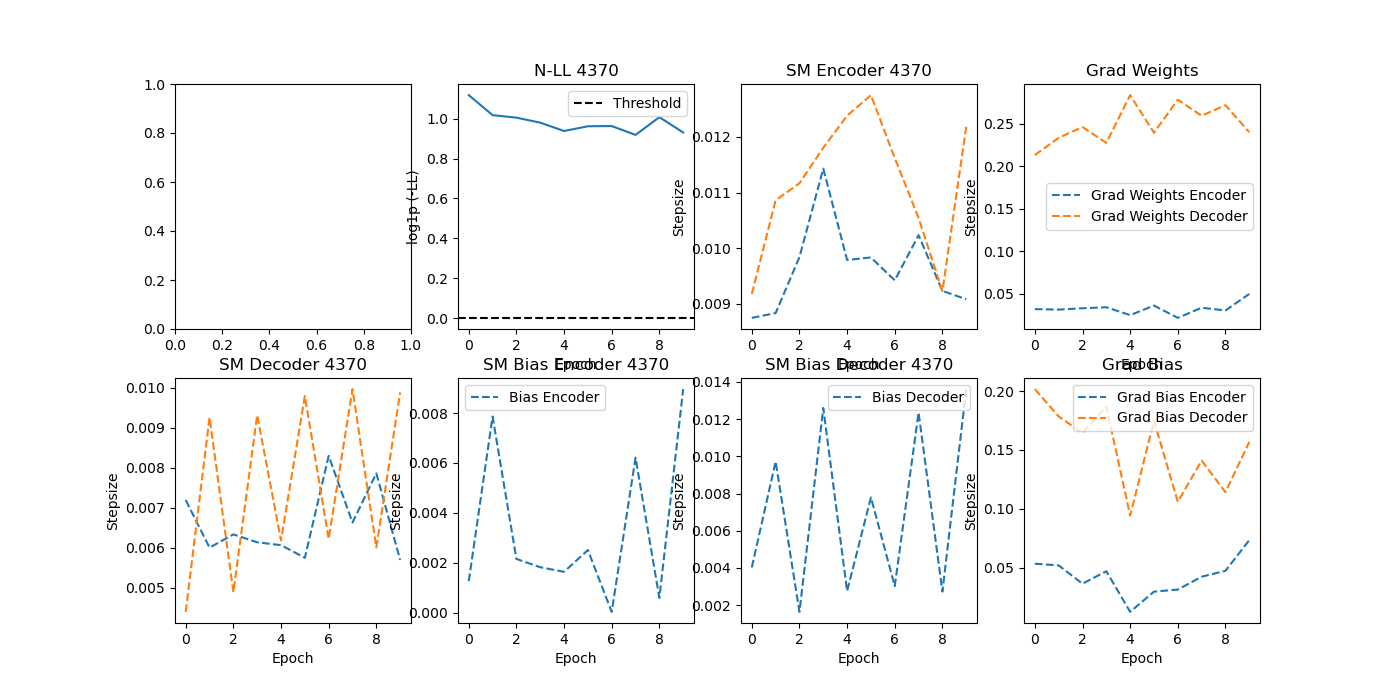 N-LL 4370
SM Encoder 4370
Grad Weights
1.0
0.8
0.6
0.4
0.2
0.0
0.0 0.2 0.4 0.6 0.8 1.0
log1p (-LL)
1.0
0.8
0.6
0.4
0.2
0.0
Threshold
0 2 4 6 8
Epoch
Stepsize
0.012
0.011
0.010
0.009
0 2 4 6 8
Epoch
Stepsize
0.25
0.20
0.15
0.10
0.05
Grad Weights Encoder
Grad Weights Decoder
0 2 4 6 8
Epoch
SM Decoder 4370
SM Bias Encoder 4370
SM Bias Decoder 4370
Grad Bias
Stepsize
0.010
0.009
0.008
0.007
0.006
0.005
0 2 4 6 8
Epoch
Stepsize
0.008
0.006
0.004
0.002
0.000
Bias Encoder
0 2 4 6 8
Epoch
Stepsize
0.014
0.012
0.010
0.008
0.006
0.004
0.002
Bias Decoder
0 2 4 6 8
Epoch
Stepsize
0.20
0.15
0.10
0.05
Grad Bias Encoder
Grad Bias Decoder
0 2 4 6 8
Epoch